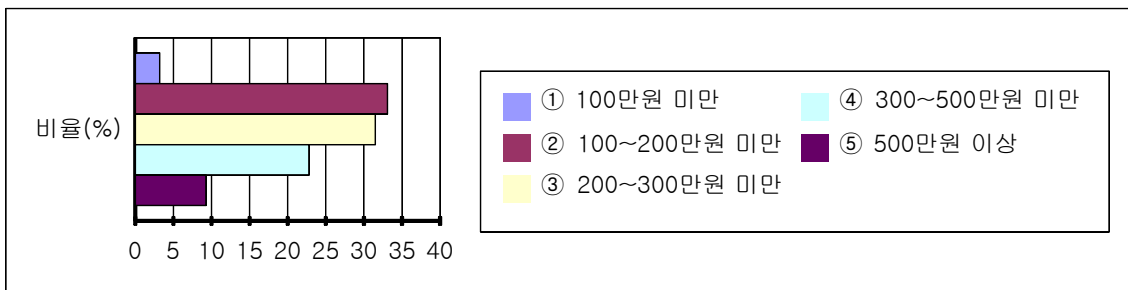 비율(%)
0 5 10 15 20 25 30 35 40
① 100만원 미만
② 100~200만원 미만
③ 200~300만원 미만
④ 300~500만원 미만
⑤ 500만원 이상